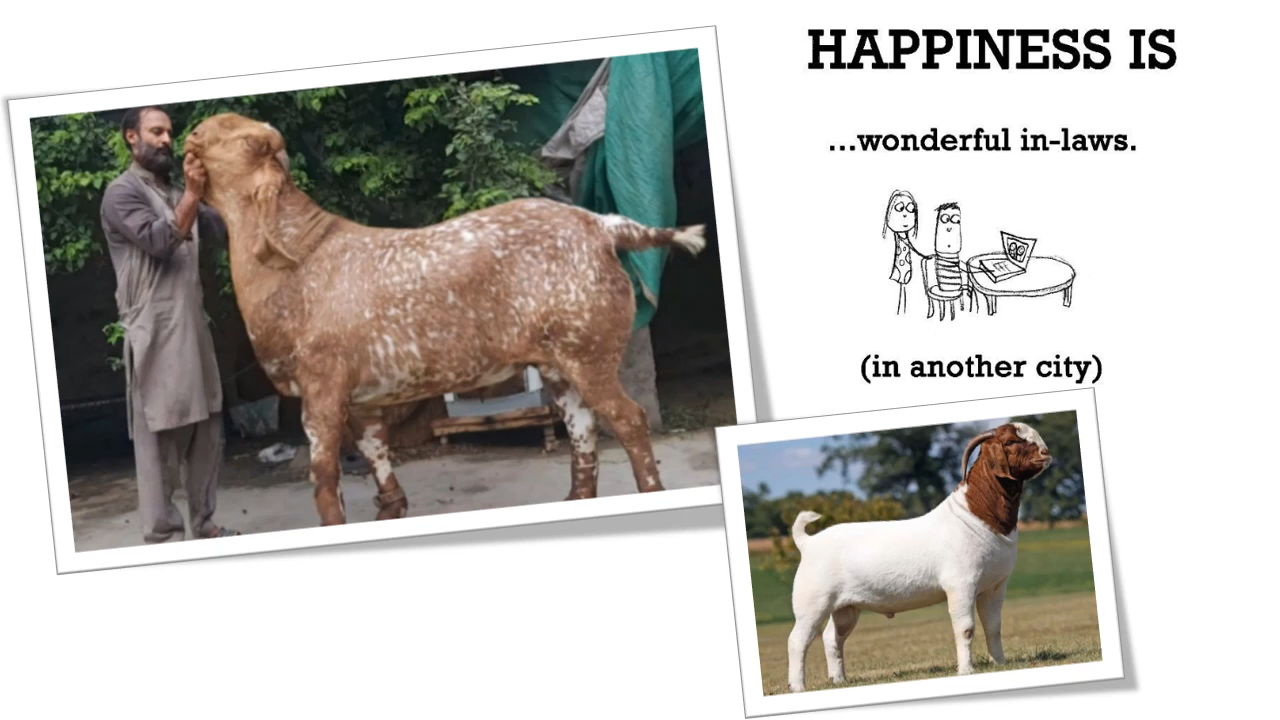 HAPPINESS IS
...wonderful in-laws.
(in another city)